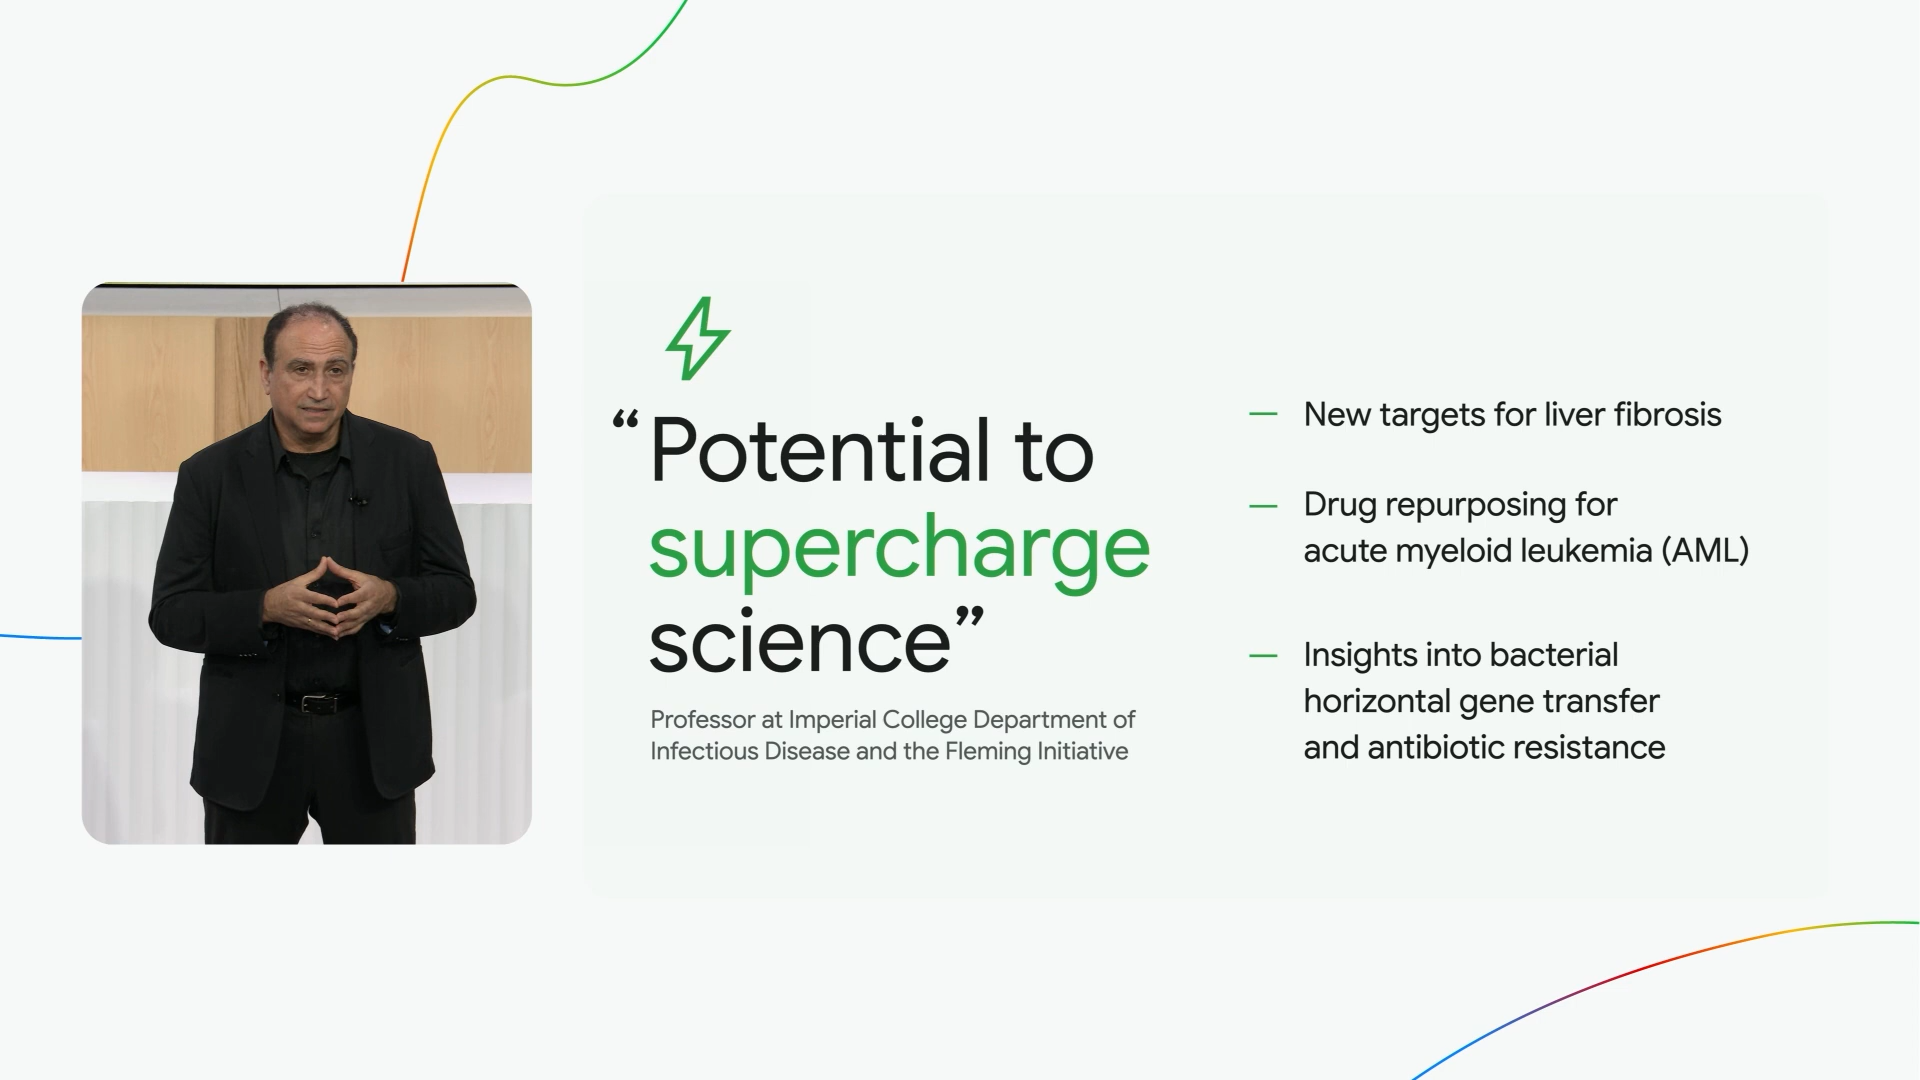 “Potential to
supercharge
science”
Professor at Imperial College Department of
Infectious Disease and the Fleming Initiative
— New targets for liver fibrosis
— Drug repurposing for
acute myeloid leukemia (AML)
— Insights into bacterial
horizontal gene transfer
and antibiotic resistance